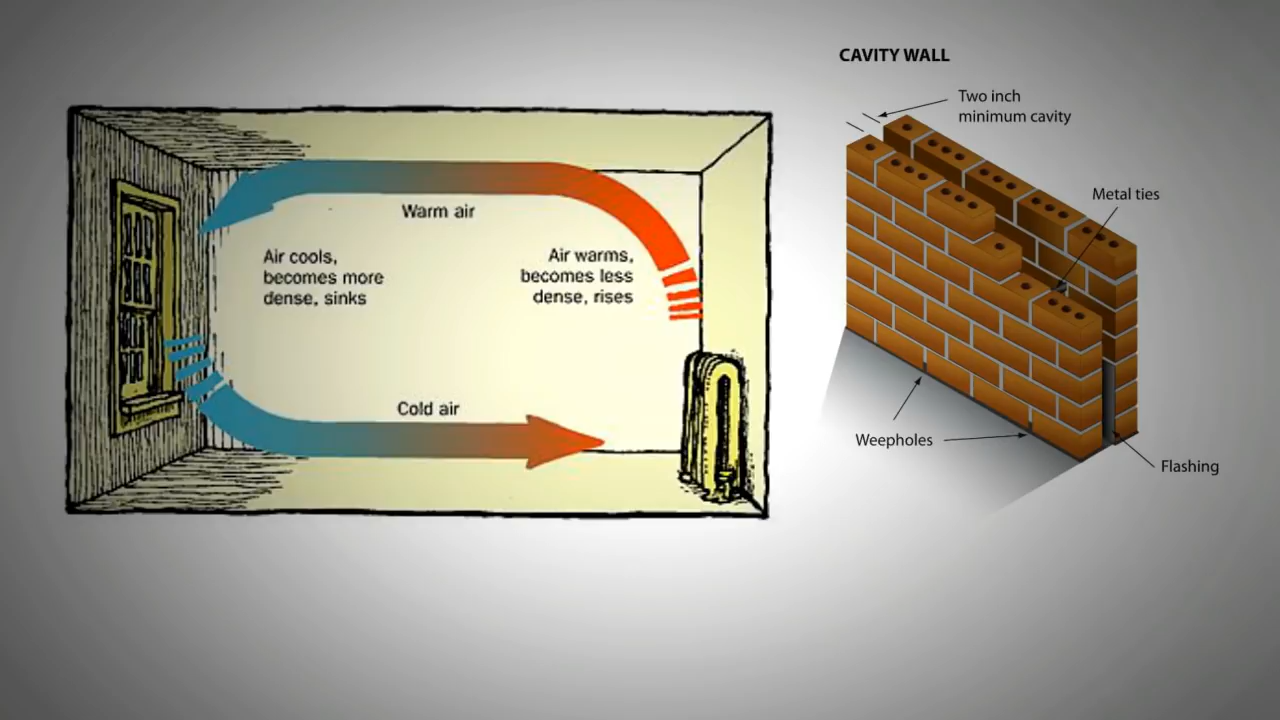 CAVITY WALL
Two inch
minimum cavity
Metal ties
Warm air
Air cools,
becomes more
dense, sinks
Air warms,
becomes less
dense, rises
Cold air
Weepholes
Flashing